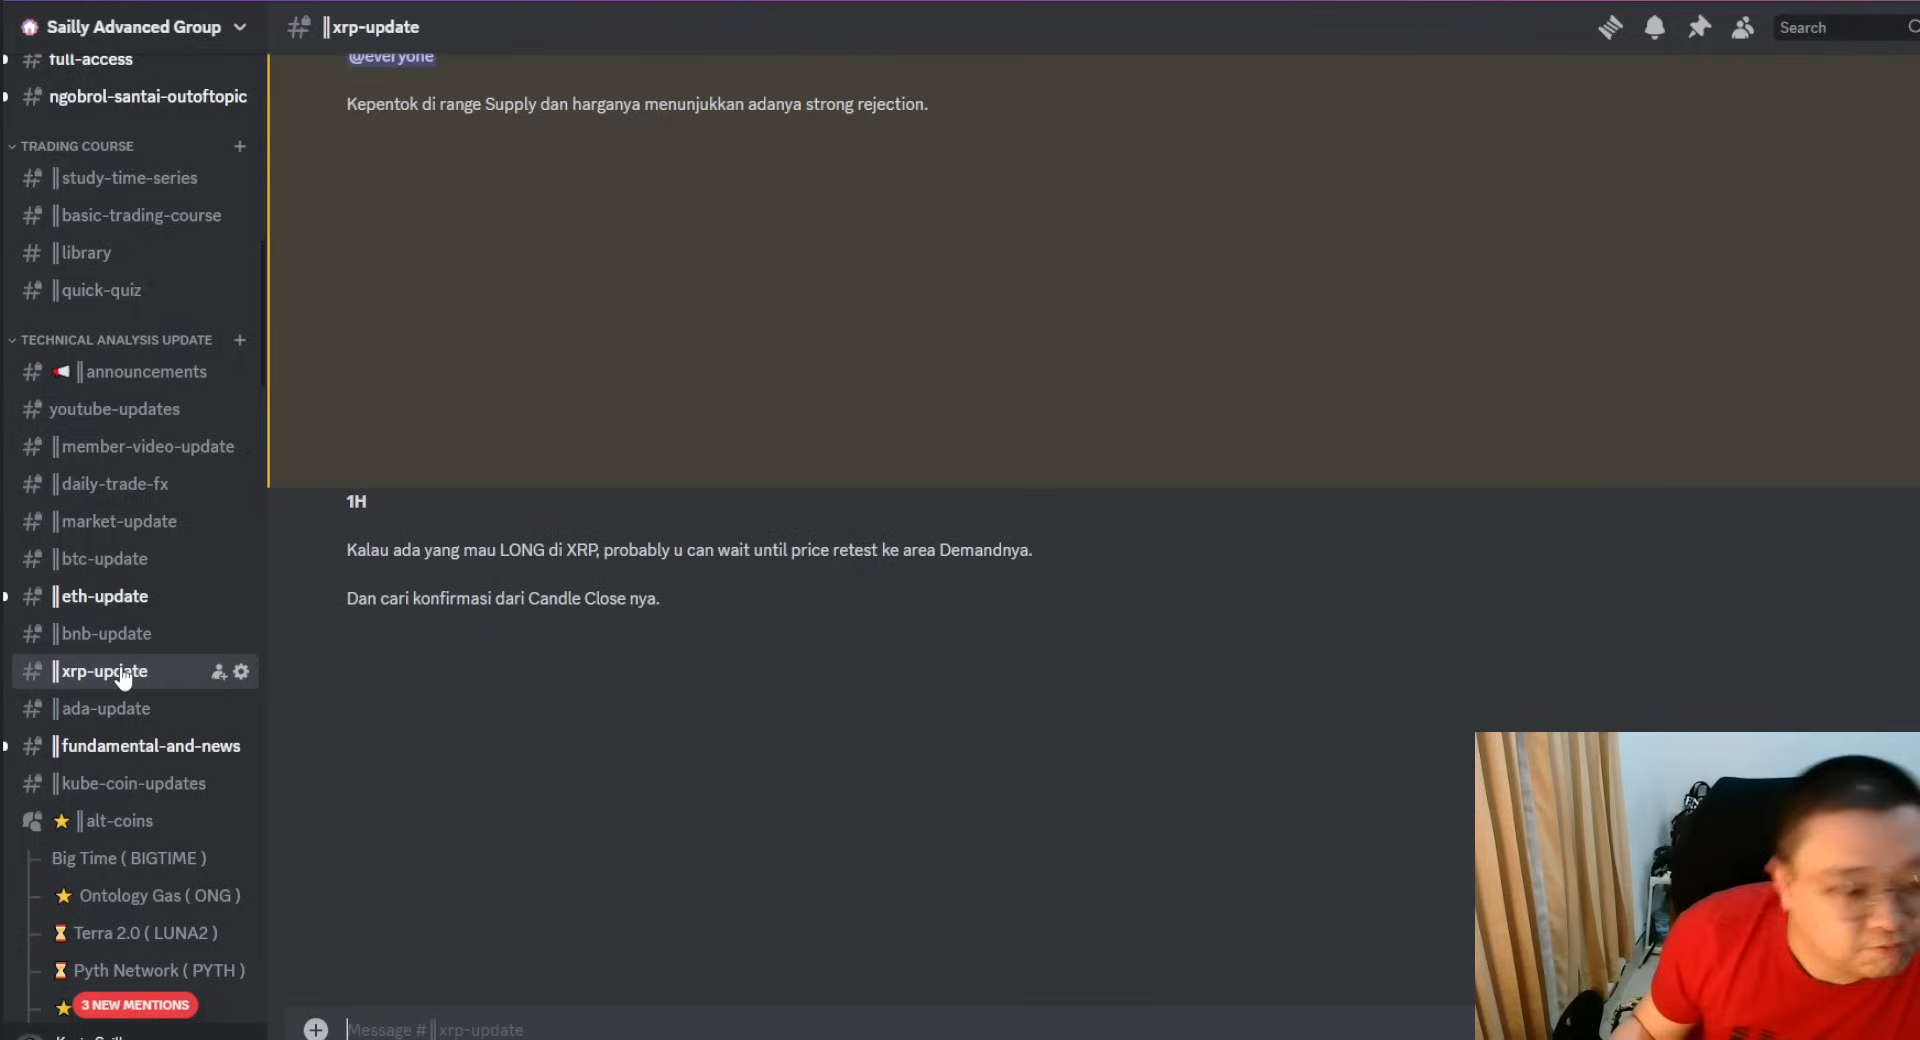 Sailly Advanced Group
full-access
ngobrol-santai-outoftopic
TRADING COURSE
study-time-series
basic-trading-course
library
quick-quiz
TECHNICAL ANALYSIS UPDATE
announcements
youtube-updates
member-video-update
daily-trade-fx
market-update
btc-update
eth-update
bnb-update
xrp-update
ada-update
fundamental-and-news
kube-coin-updates
alt-coins
Big Time ( BIGTIME )
Ontology Gas ( ONG )
Terra 2.0 ( LUNA2 )
Pyth Network ( PYTH )
3 NEW MENTIONS
xrp-update
Search
@everyone
Kepentok di range Supply dan harganya menunjukkan adanya strong rejection.
1H
Kalau ada yang mau LONG di XRP, probably u can wait until price retest ke area Demandnya.
Dan cari konfirmasi dari Candle Close nya.
Message # ║xrp-update